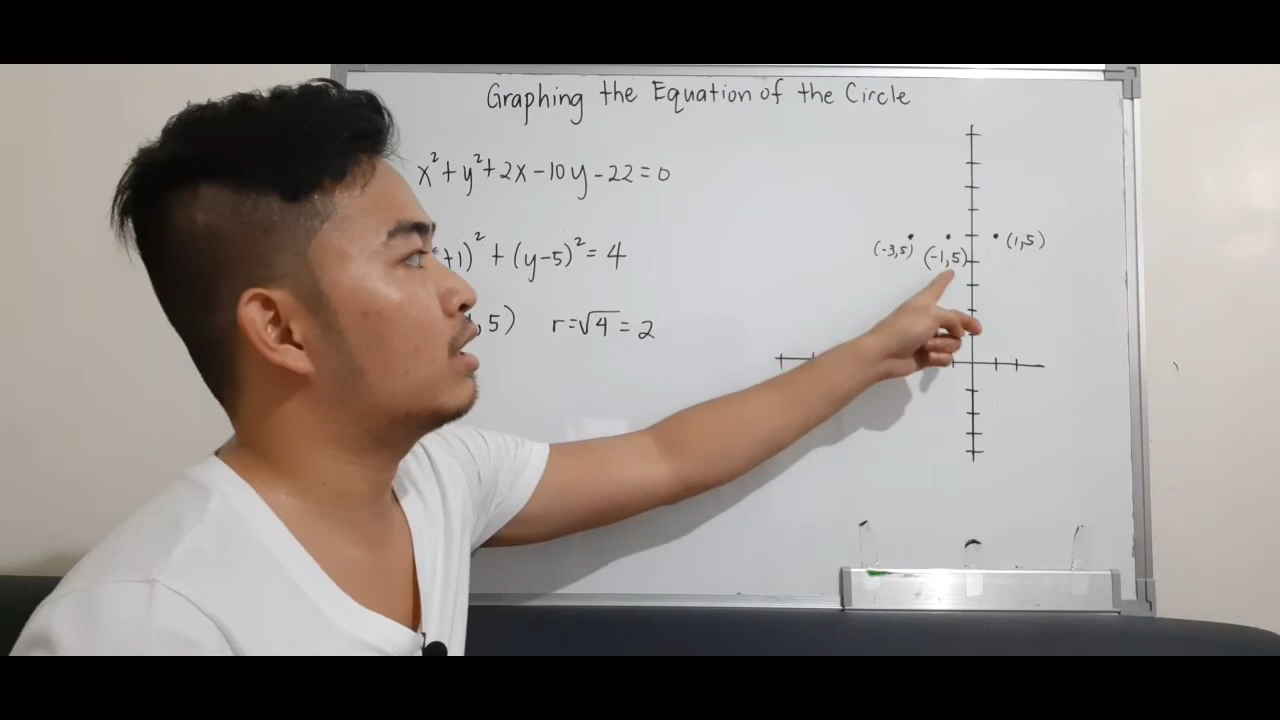 Graphing the Equation of the Circle
x²+y²+2x-10y-22=0
+1)²+(y-5)²=4
,5) r=√4=2
(-3,5) (-1,5) (1,5)